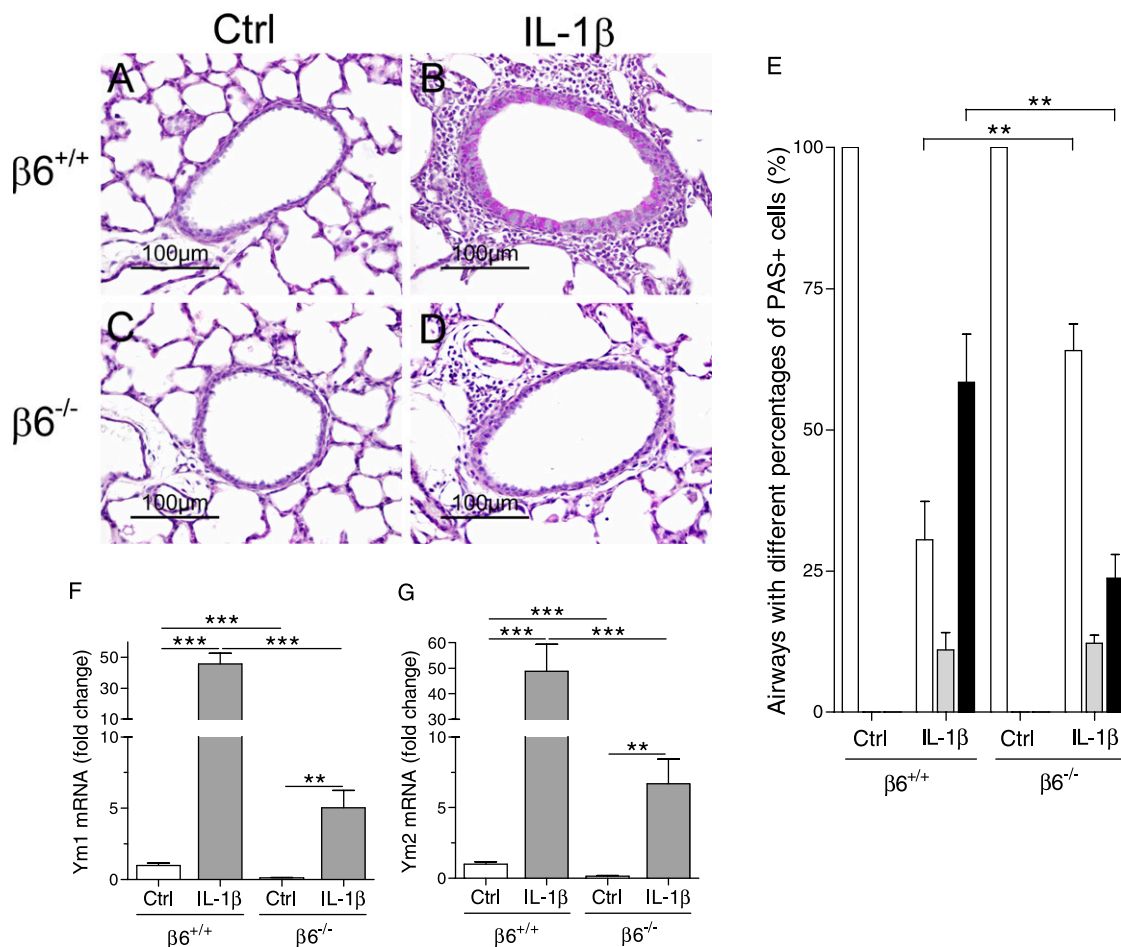 Ctrl
IL-1β
β6+/+
A
100µm
B
100µm
β6-/-
C
100µm
D
100µm
E
Airways with different percentages of PAS+ cells (%)
**
**
100
75
50
25
0
Ctrl
IL-1β
Ctrl
IL-1β
β6+/+
β6-/-
F
Ym1 mRNA (fold change)
***
***
***
**
50
40
30
20
10
10
5
0
Ctrl
IL-1β
Ctrl
IL-1β
β6+/+
β6-/-
G
Ym2 mRNA (fold change)
***
***
***
**
60
50
40
30
10
5
0
Ctrl
IL-1β
Ctrl
IL-1β
β6+/+
β6-/-